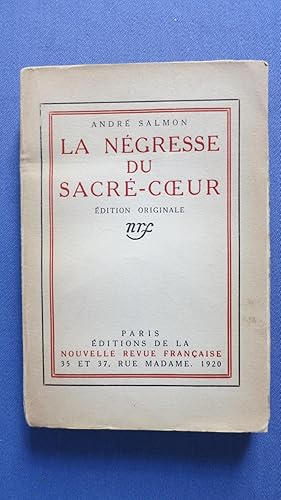 ANDRÉ SALMON
LA NÉGRESSE
DU
SACRÉ-CŒUR
ÉDITION ORIGINALE
nrf
PARIS
ÉDITIONS DE LA
NOUVELLE REVUE FRANÇAISE
35 ET 37, RUE MADAME. 1920